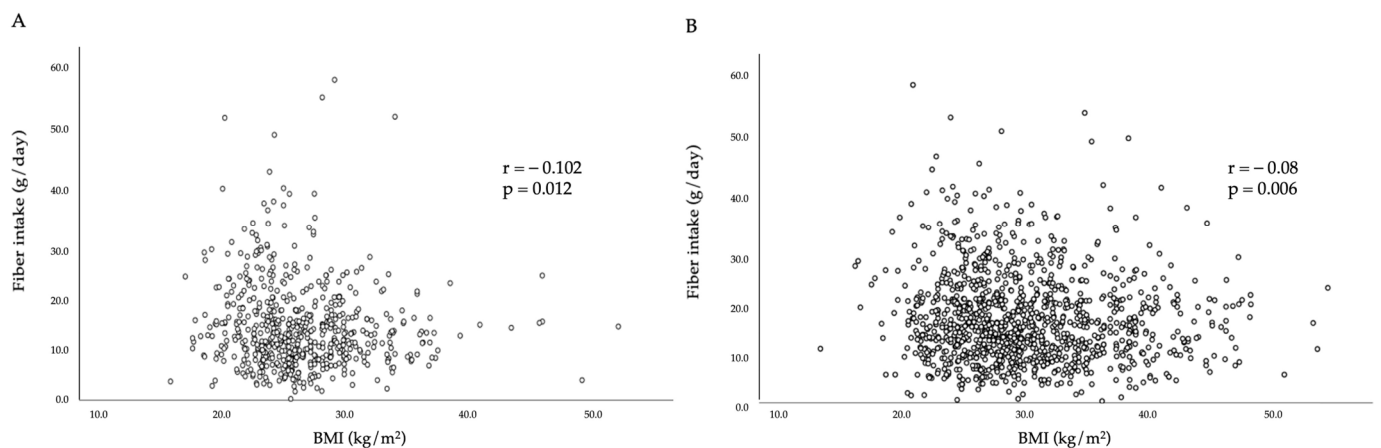 A
60.0
50.0
40.0
30.0
20.0
10.0
0.0
Fiber intake (g/day)
r = − 0.102
p = 0.012
10.0 20.0 30.0 40.0 50.0
BMI (kg/m²)
B
60.0
50.0
40.0
30.0
20.0
10.0
0.0
Fiber intake (g/day)
r = − 0.08
p = 0.006
10.0 20.0 30.0 40.0 50.0
BMI (kg/m²)